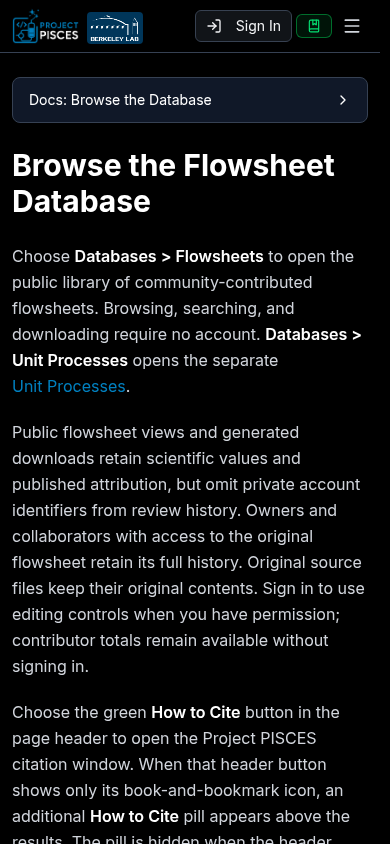 PROJECT
PISCES
BERKELEY LAB
Sign In
Docs: Browse the Database
Browse the Flowsheet
Database
Choose Databases > Flowsheets to open the
public library of community-contributed
flowsheets. Browsing, searching, and
downloading require no account. Databases >
Unit Processes opens the separate
Unit Processes.
Public flowsheet views and generated
downloads retain scientific values and
published attribution, but omit private account
identifiers from review history. Owners and
collaborators with access to the original
flowsheet retain its full history. Original source
files keep their original contents. Sign in to use
editing controls when you have permission;
contributor totals remain available without
signing in.
Choose the green How to Cite button in the
page header to open the Project PISCES
citation window. When that header button
shows only its book-and-bookmark icon, an
additional How to Cite pill appears above the
results. The pill is hidden when the header